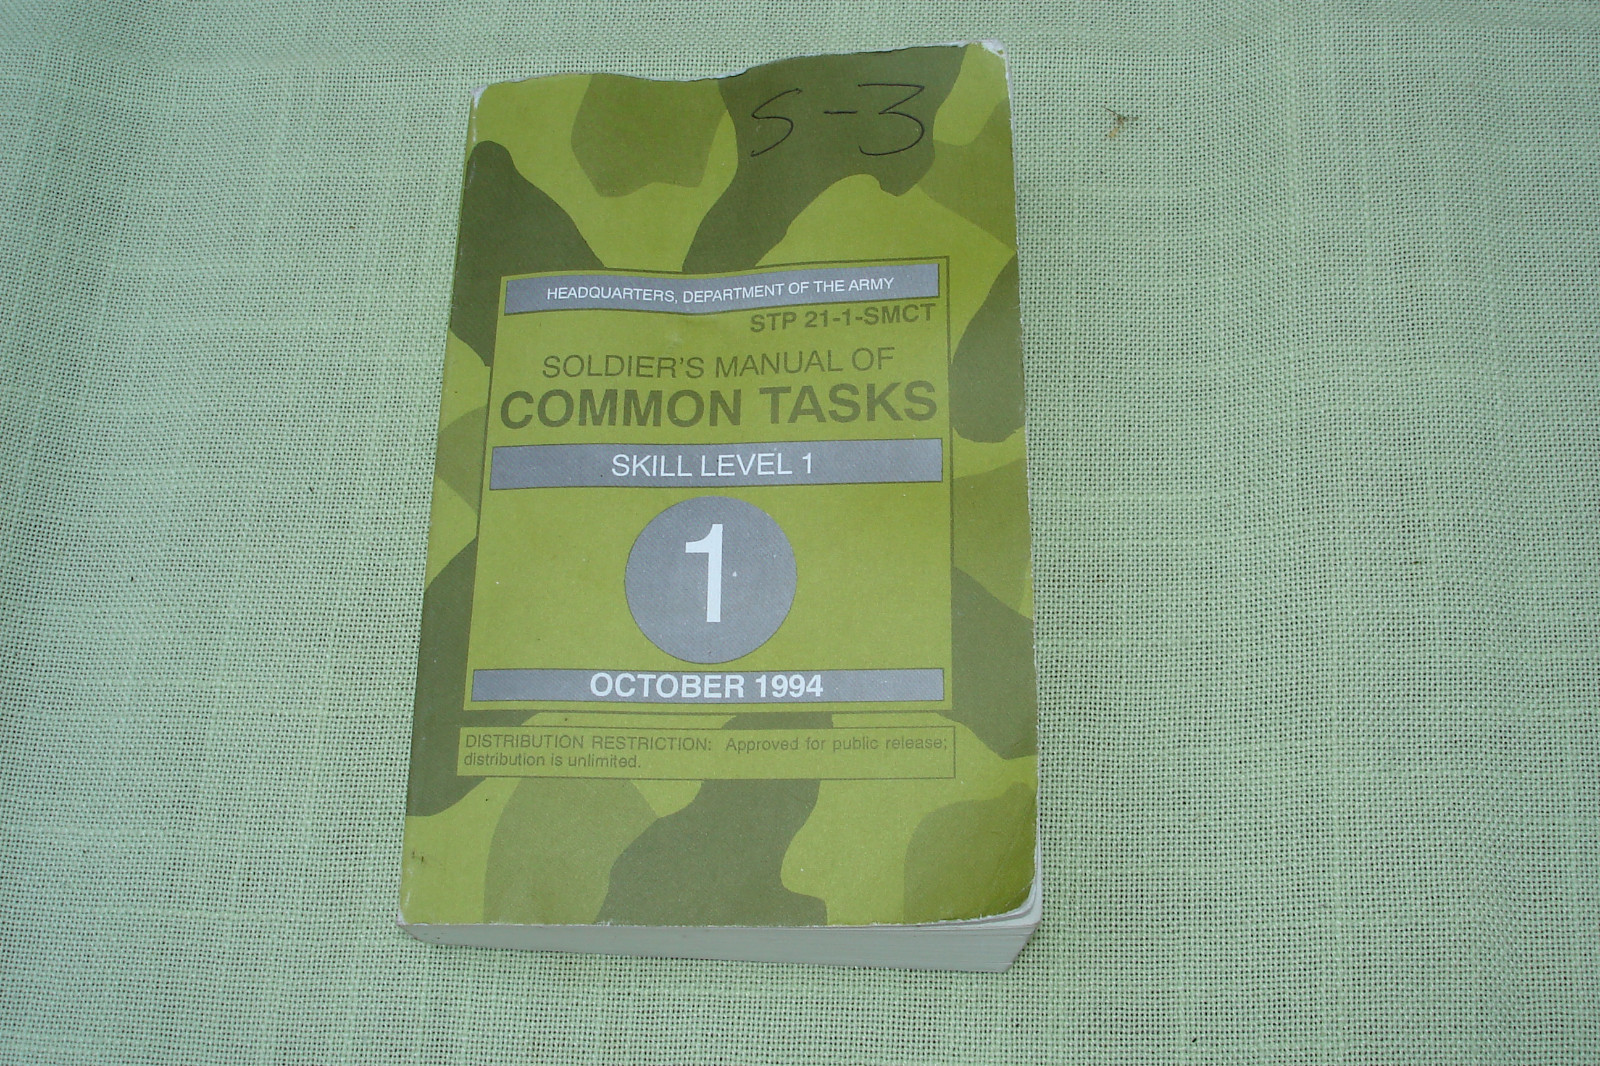 S-3
HEADQUARTERS, DEPARTMENT OF THE ARMY
STP 21-1-SMCT
SOLDIER'S MANUAL OF
COMMON TASKS
SKILL LEVEL 1
1
OCTOBER 1994
DISTRIBUTION RESTRICTION: Approved for public release;
distribution is unlimited.